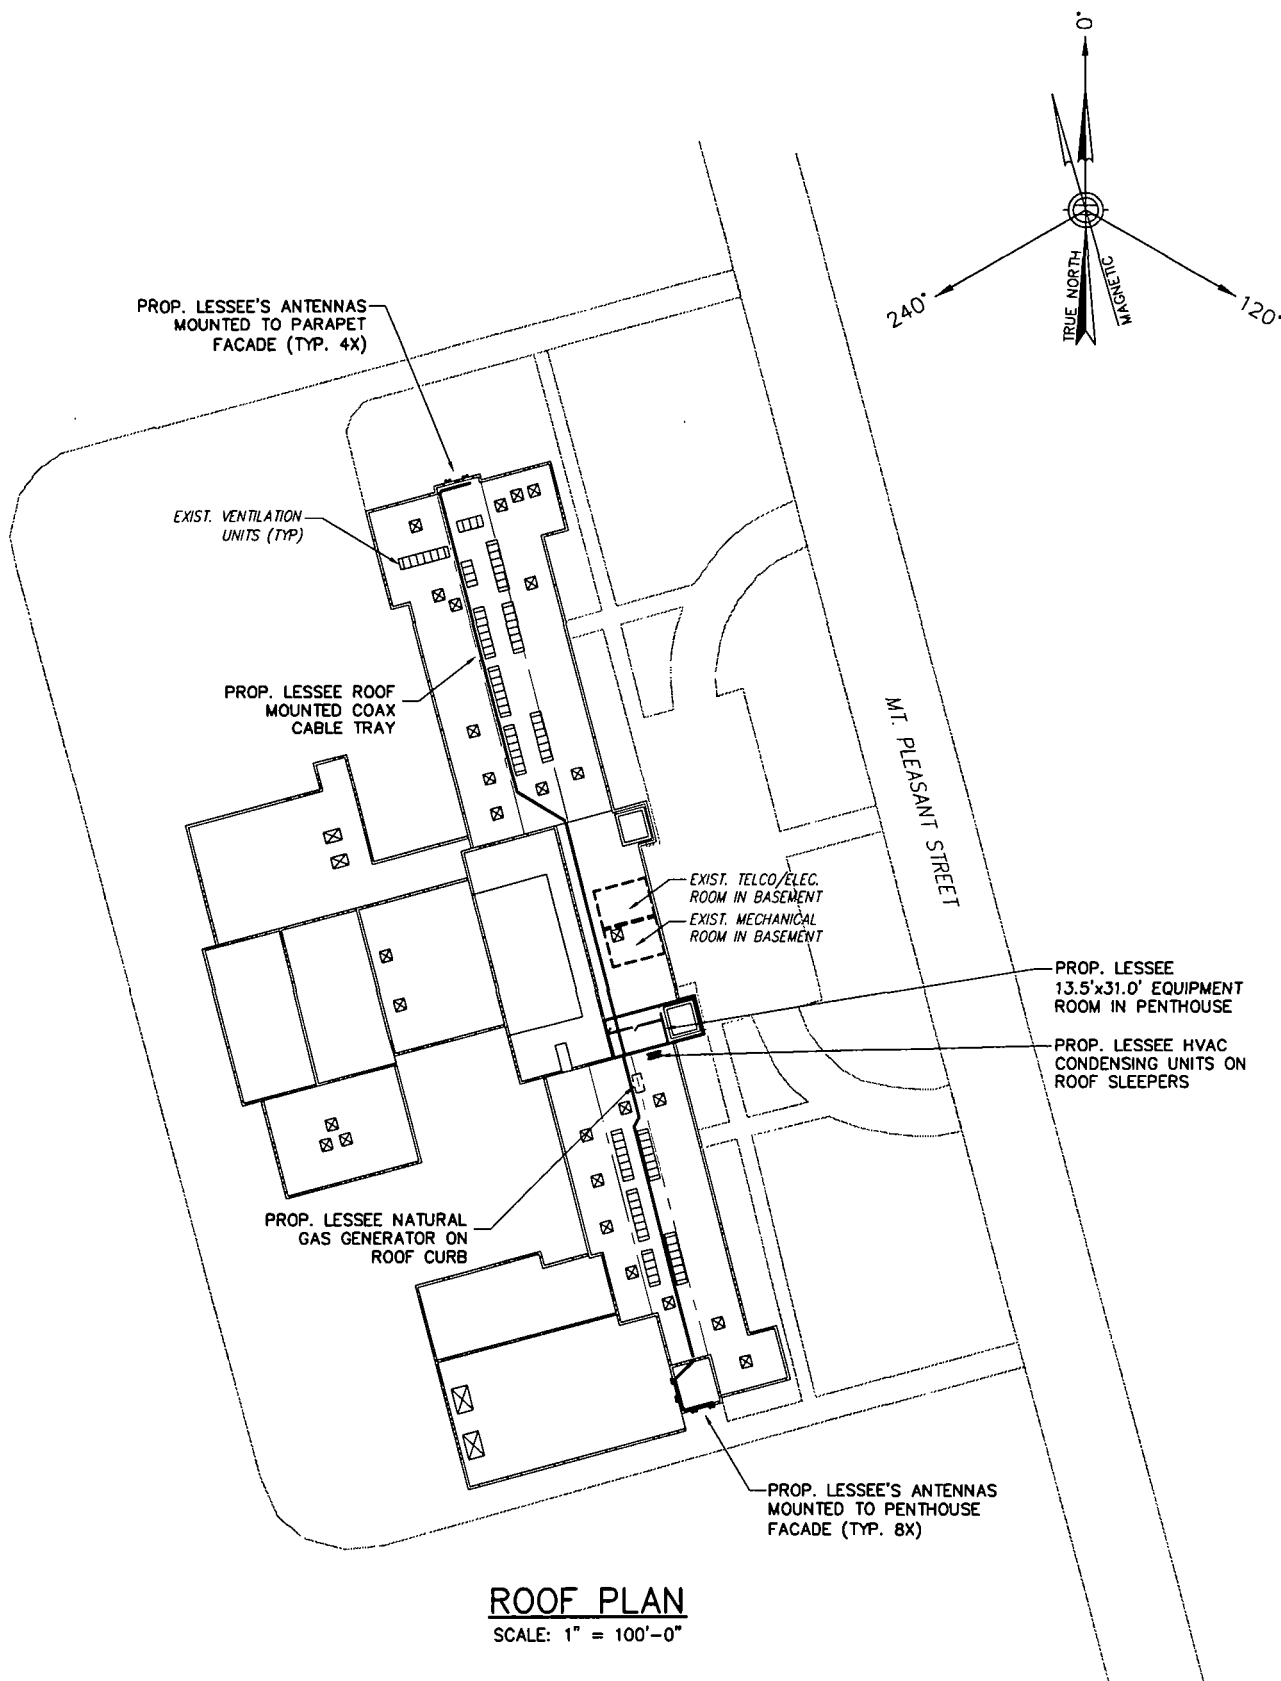 0°
240°
120°
TRUE NORTH
MAGNETIC
PROP. LESSEE'S ANTENNAS
MOUNTED TO PARAPET
FACADE (TYP. 4X)
EXIST. VENTILATION
UNITS (TYP)
PROP. LESSEE ROOF
MOUNTED COAX
CABLE TRAY
MT. PLEASANT STREET
EXIST. TELCO/ELEC.
ROOM IN BASEMENT
EXIST. MECHANICAL
ROOM IN BASEMENT
PROP. LESSEE
13.5'x31.0' EQUIPMENT
ROOM IN PENTHOUSE
PROP. LESSEE HVAC
CONDENSING UNITS ON
ROOF SLEEPERS
PROP. LESSEE NATURAL
GAS GENERATOR ON
ROOF CURB
PROP. LESSEE'S ANTENNAS
MOUNTED TO PENTHOUSE
FACADE (TYP. 8X)
ROOF PLAN
SCALE: 1" = 100'-0"